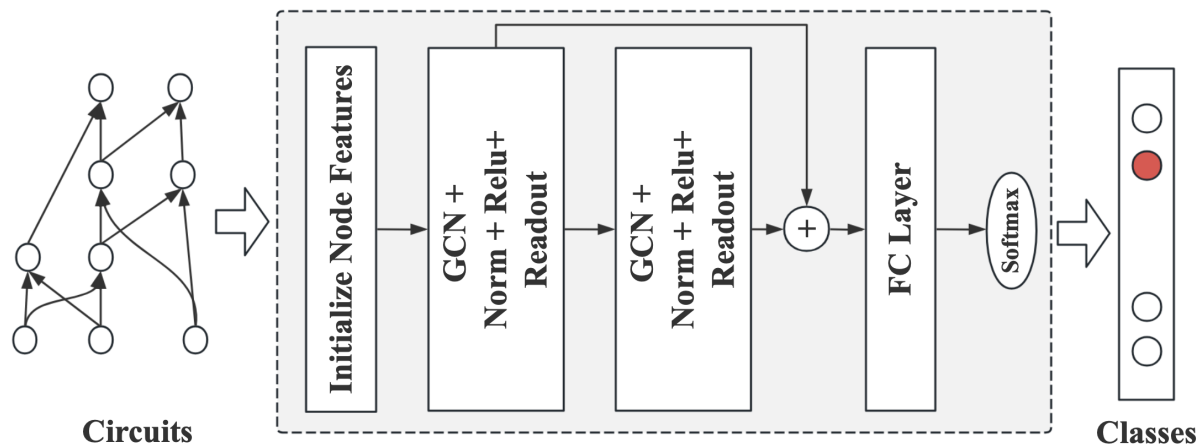 Initialize Node Features
GCN +
Norm + Relu+
Readout
GCN +
Norm + Relu+
Readout
+
FC Layer
Softmax
Circuits
Classes